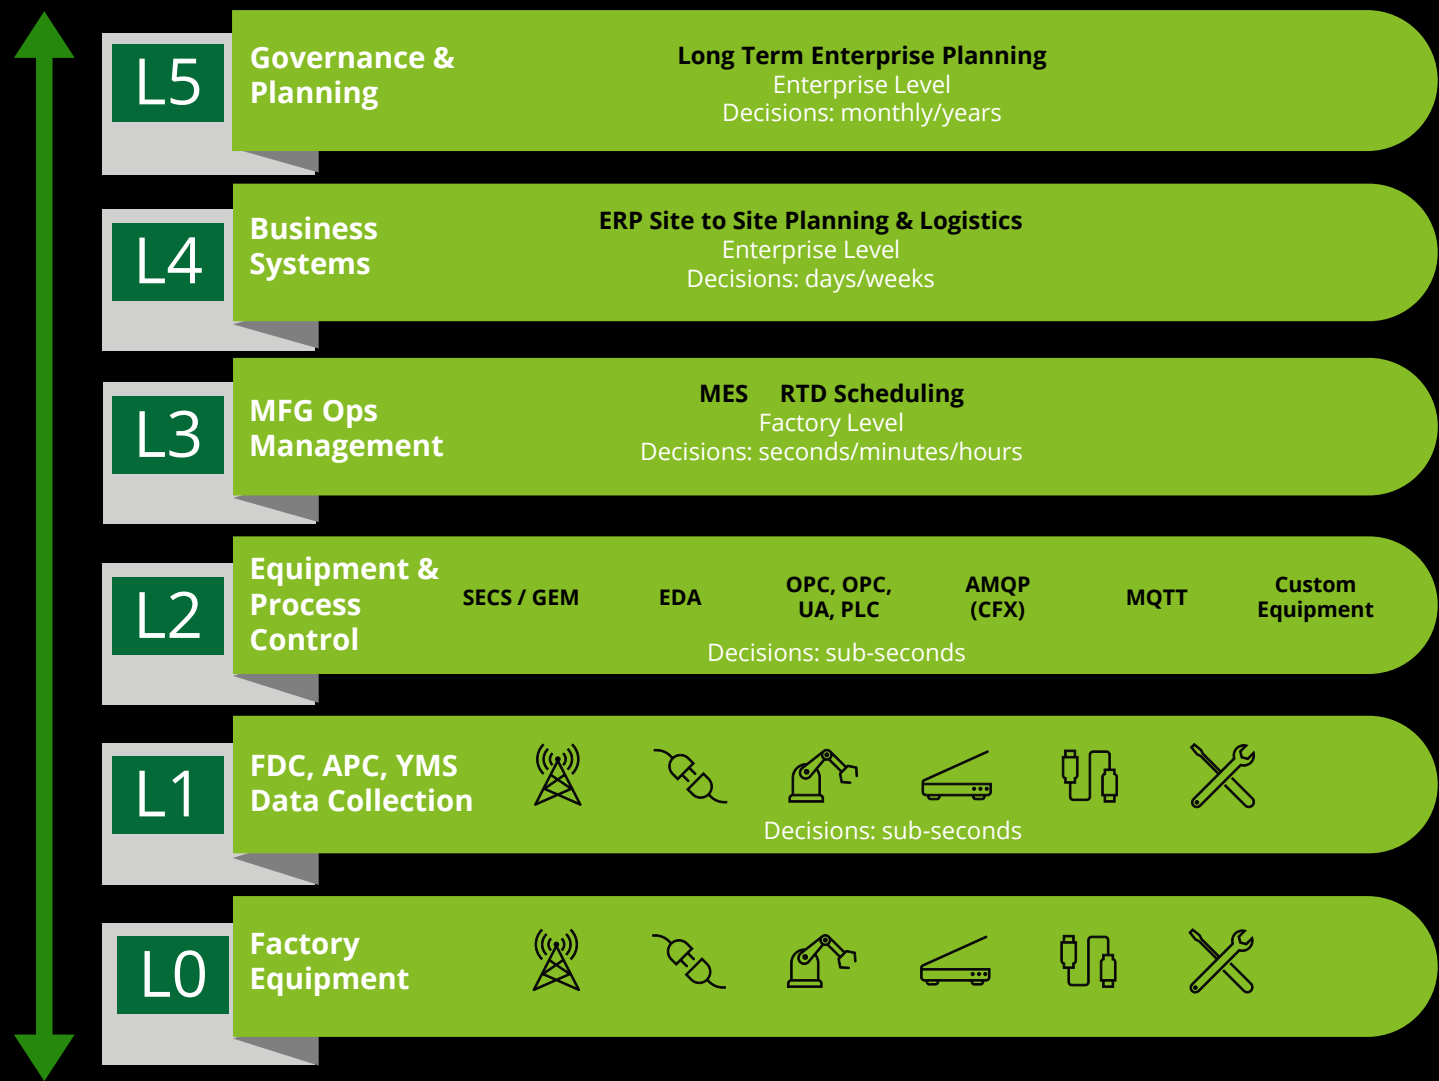 L5
Governance &
Planning
Long Term Enterprise Planning
Enterprise Level
Decisions: monthly/years
L4
Business
Systems
ERP Site to Site Planning & Logistics
Enterprise Level
Decisions: days/weeks
L3
MFG Ops
Management
MES RTD Scheduling
Factory Level
Decisions: seconds/minutes/hours
L2
Equipment &
Process
Control
SECS / GEM
EDA
OPC, OPC,
UA, PLC
AMQP
(CFX)
MQTT
Custom
Equipment
Decisions: sub-seconds
L1
FDC, APC, YMS
Data Collection
Decisions: sub-seconds
L0
Factory
Equipment